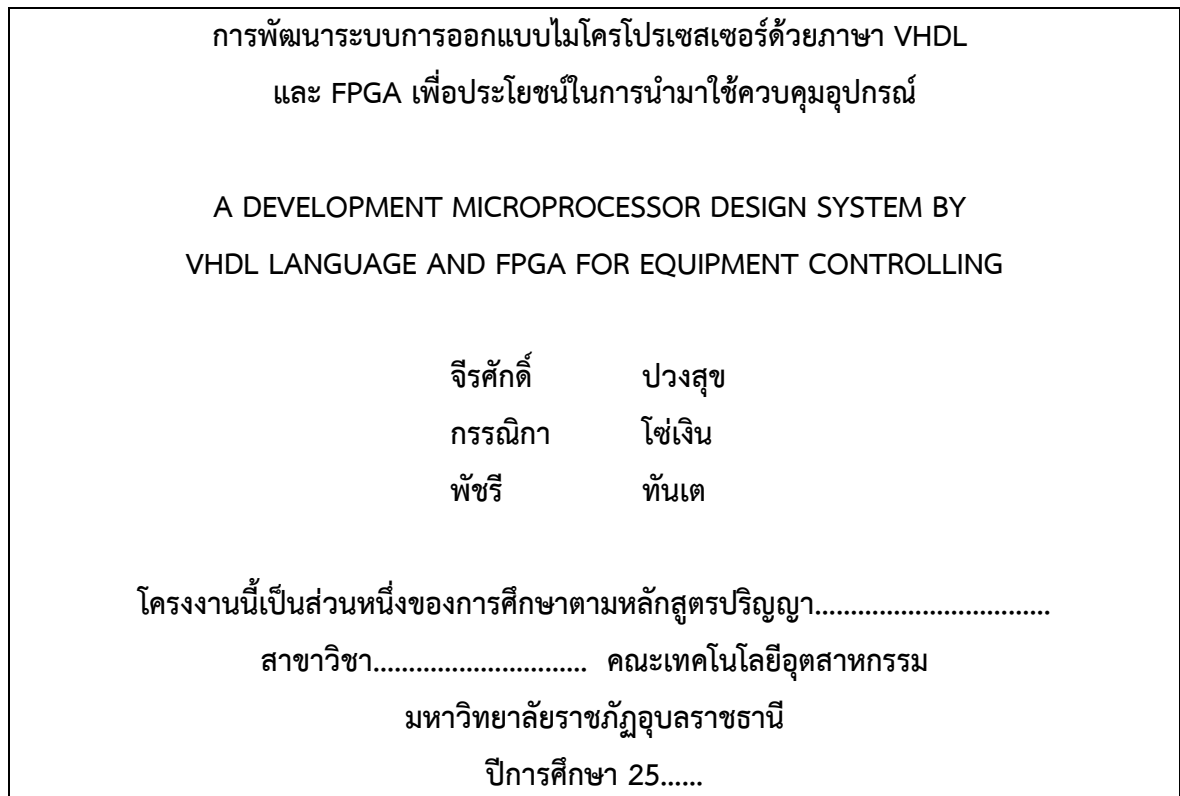 การพัฒนาระบบการออกแบบไมโครโปรเซสเซอร์ด้วยภาษา VHDL
และ FPGA เพื่อประโยชน์ในการนำมาใช้ควบคุมอุปกรณ์
A DEVELOPMENT MICROPROCESSOR DESIGN SYSTEM BY
VHDL LANGUAGE AND FPGA FOR EQUIPMENT CONTROLLING
จีรศักดิ์ ปวงสุข
กรรณิกา โซ่เงิน
พัชรี ทันเต
โครงงานนี้เป็นส่วนหนึ่งของการศึกษาตามหลักสูตรปริญญา.................................
สาขาวิชา.............................. คณะเทคโนโลยีอุตสาหกรรม
มหาวิทยาลัยราชภัฏอุบลราชธานี
ปีการศึกษา 25......